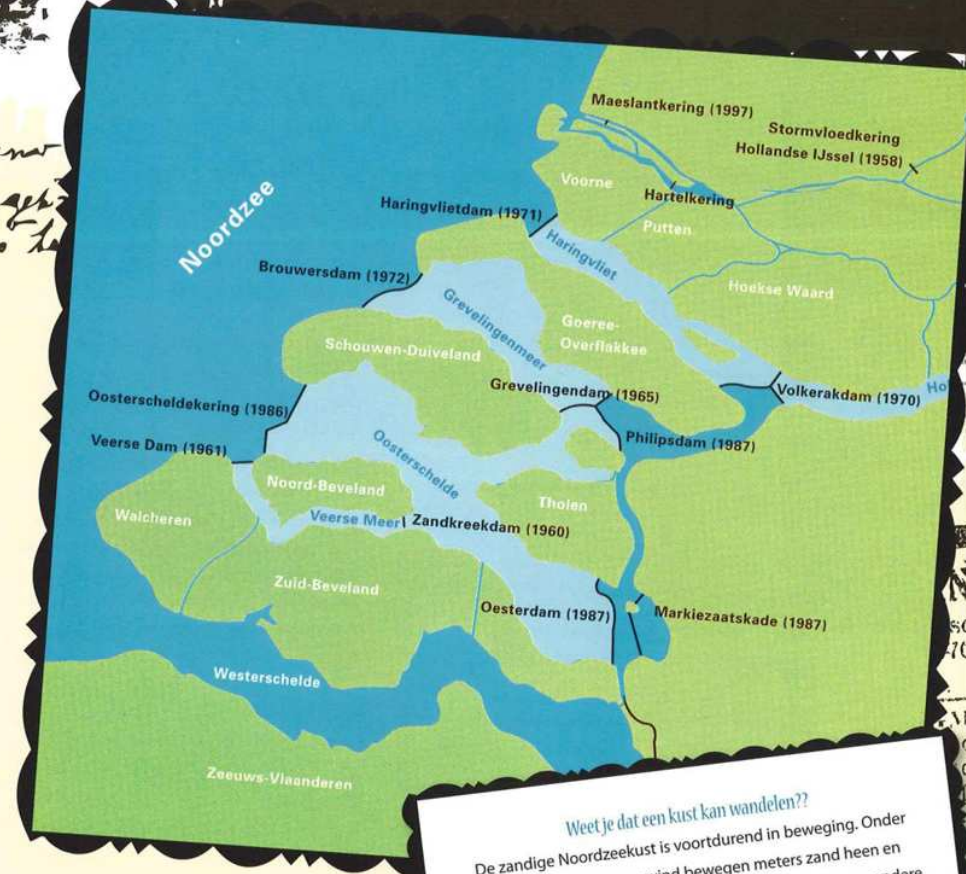 Maeslantkering (1997)
Stormvloedkering
Hollandse IJssel (1958)
Voorne
Hartelkering
Haringvlietdam (1971)
Putten
Noordzee
Haringvliet
Brouwersdam (1972)
Hoekse Waard
Grevelingenmeer
Goeree-
Overflakkee
Schouwen-Duiveland
Grevelingendam (1965)
Volkerakdam (1970)
Oosterscheldekering (1986)
Philipsdam (1987)
Veerse Dam (1961)
Oosterschelde
Noord-Beveland
Tholen
Walcheren
Veerse Meer
Zandkreekdam (1960)
Zuid-Beveland
Oesterdam (1987)
Markiezaatskade (1987)
Westerschelde
Zeeuws-Vlaanderen
Weet je dat een kust kan wandelen??
De zandige Noordzeekust is voortdurend in beweging. Onder
bewegen meters zand heen en